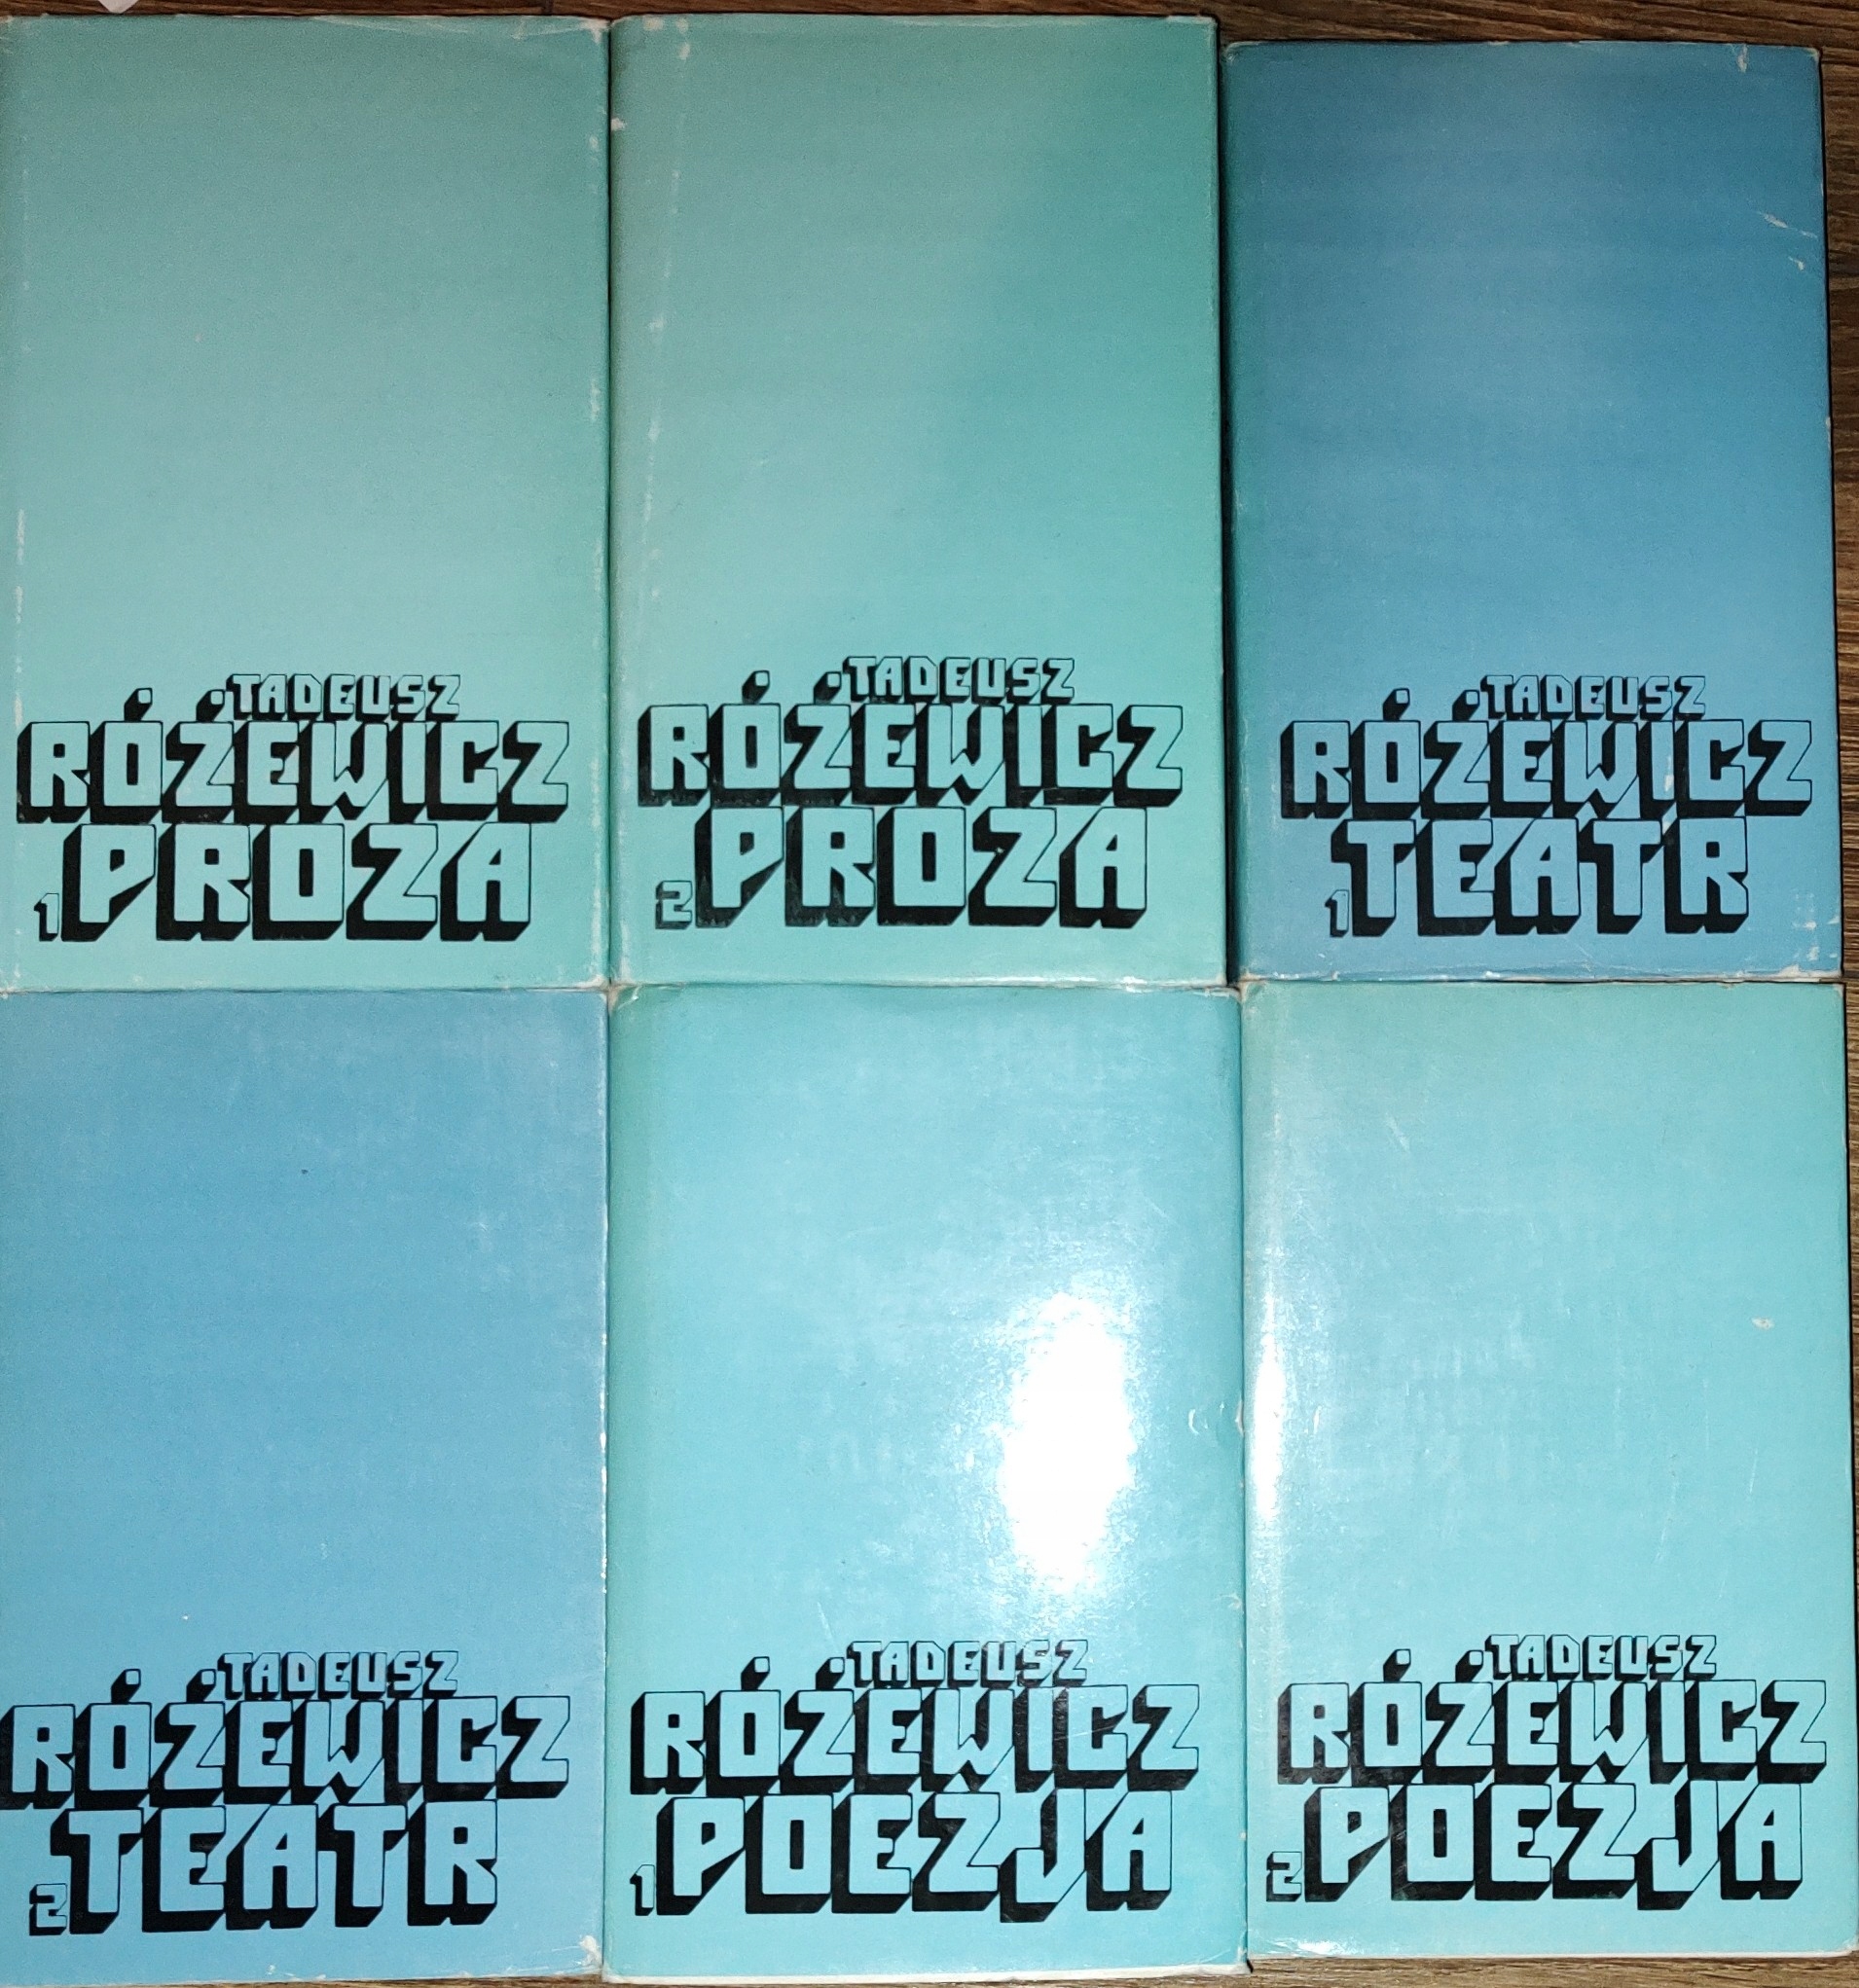 TADEUSZ
RÓŻEWICZ
1 PROZA
TADEUSZ
RÓŻEWICZ
2 PROZA
TADEUSZ
RÓŻEWICZ
1 TEATR
TADEUSZ
RÓŻEWICZ
2 TEATR
TADEUSZ
RÓŻEWICZ
1 POEZJA
TADEUSZ
RÓŻEWICZ
2 POEZJA